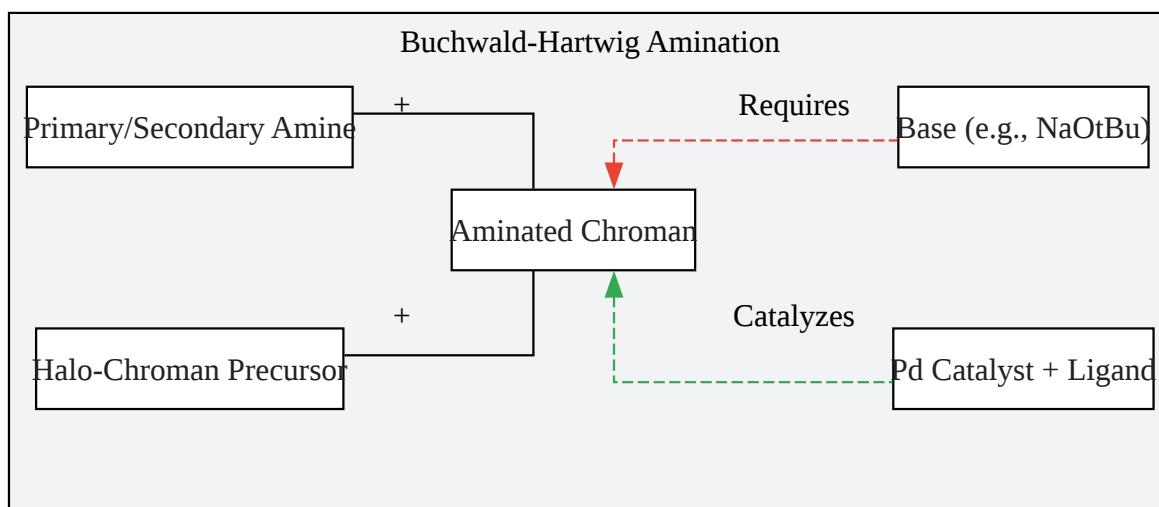 Buchwald-Hartwig Amination
Primary/Secondary Amine
+
Requires
Base (e.g., NaOtBu)
Aminated Chroman
Halo-Chroman Precursor
+
Catalyzes
Pd Catalyst + Ligand